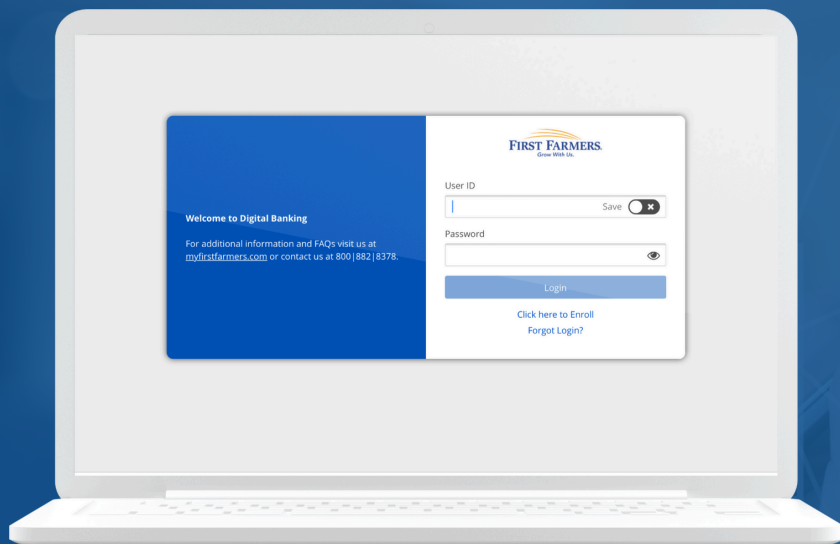 Welcome to Digital Banking
For additional information and FAQs visit us at
myfirstfarmers.com or contact us at 800|882|8378.
FIRST FARMERS.
Grow With Us.
User ID
Save
Password
Login
Click here to Enroll
Forgot Login?